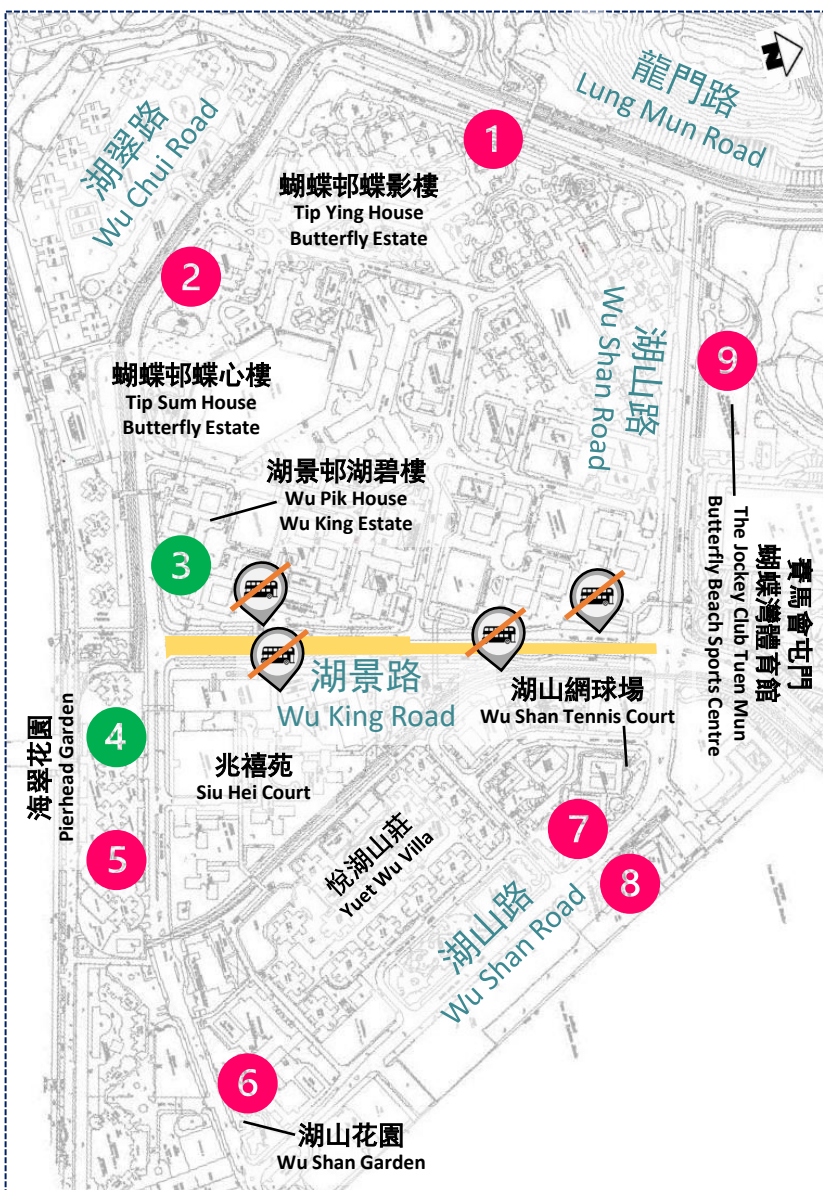 N
龍門路
Lung Mun Road
湖翠路
Wu Chui Road
1
蝴蝶邨蝶影樓
Tip Ying House
Butterfly Estate
2
湖山路
Wu Shan Road
9
蝴蝶邨蝶心樓
Tip Sum House
Butterfly Estate
湖景邨湖碧樓
Wu Pik House
Wu King Estate
3
賽馬會屯門
蝴蝶灣體育館
The Jockey Club Tuen Mun
Butterfly Beach Sports Centre
湖景路
Wu King Road
湖山網球場
Wu Shan Tennis Court
4
海翠花園
Pierhead Garden
兆禧苑
Siu Hei Court
5
悅湖山莊
Yuet Wu Villa
7
8
湖山路
Wu Shan Road
6
湖山花園
Wu Shan Garden